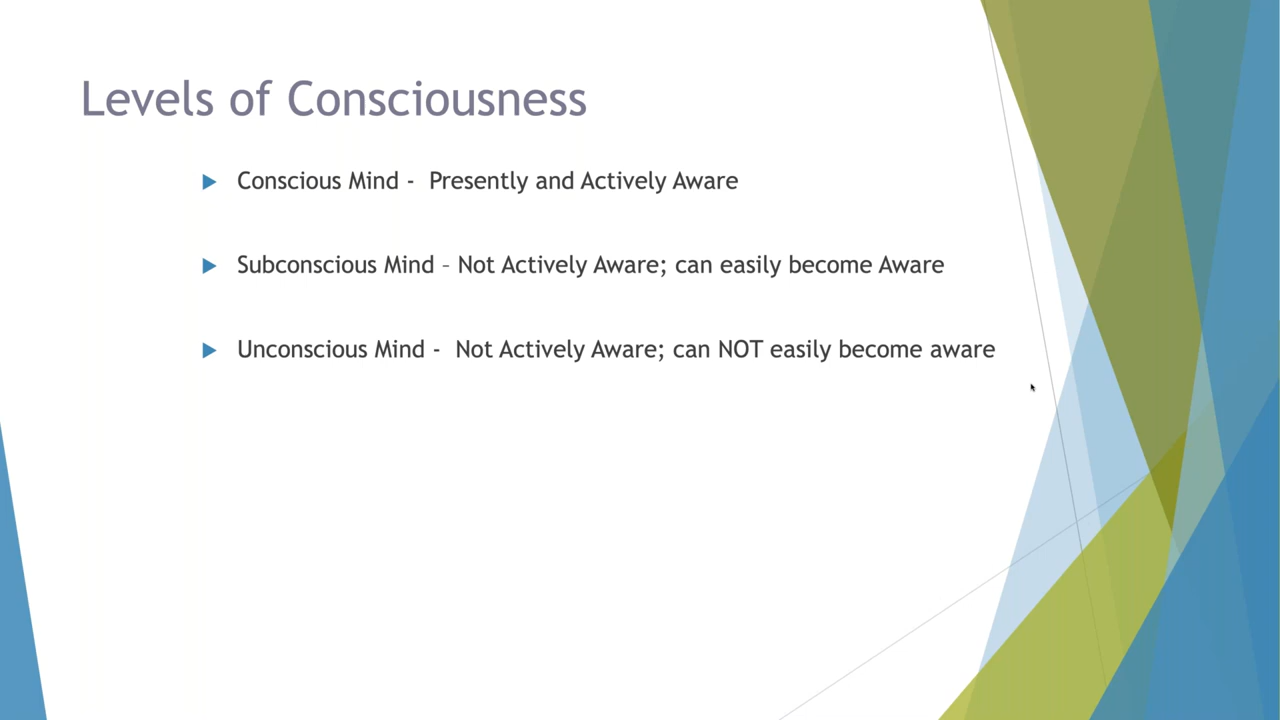 Levels of Consciousness
Conscious Mind -  Presently and Actively Aware
Subconscious Mind – Not Actively Aware; can easily become Aware
Unconscious Mind -  Not Actively Aware; can NOT easily become aware